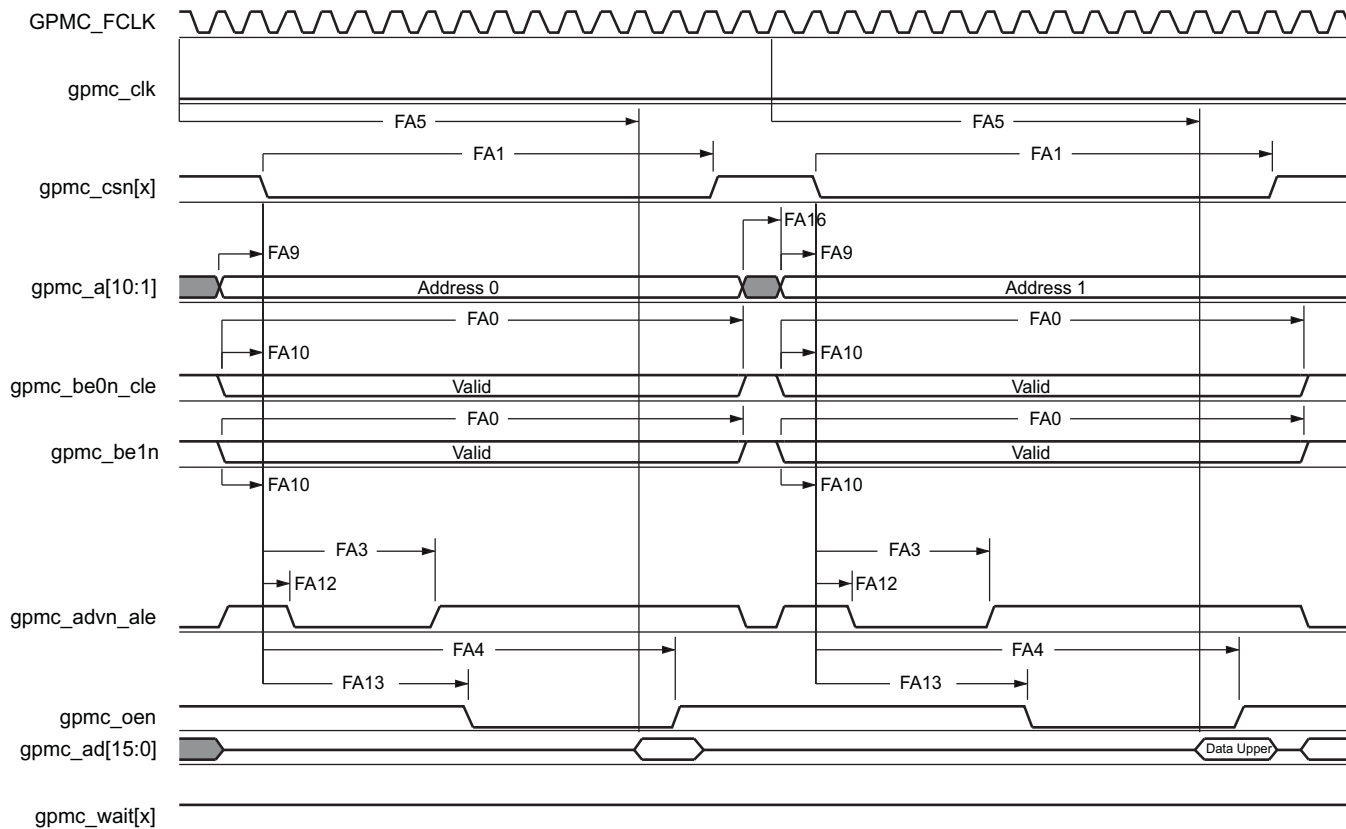 GPMC_FCLK
gpmc_clk
FA5 FA5
FA1 FA1
gpmc_csn[x]
FA16
FA9 FA9
gpmc_a[10:1] Address 0 Address 1
FA0 FA0
FA10 FA10
gpmc_be0n_cle Valid Valid
FA0 FA0
gpmc_be1n Valid Valid
FA10 FA10
FA3 FA3
FA12 FA12
gpmc_advn_ale
FA4 FA4
FA13 FA13
gpmc_oen
gpmc_ad[15:0] Data Upper
gpmc_wait[x]